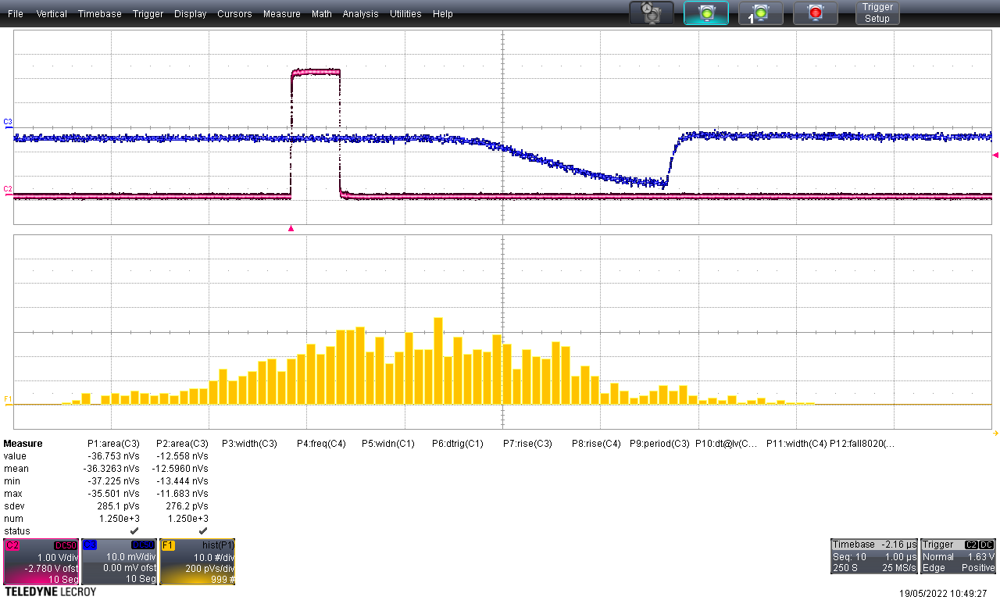 File Vertical Timebase Trigger Display Cursors Measure Math Analysis Utilities Help
1
Trigger Setup
C3
C2
F1
Measure P1:area(C3) P2:area(C3) P3:width(C3) P4:freq(C4) P5:widn(C1) P6:dtrig(C1) P7:rise(C3) P8:rise(C4) P9:period(C3) P10:dt@lv(C... P11:width(C4) P12:fall8020(...
value -36.753 nVs -12.558 nVs
mean -36.3263 nVs -12.5960 nVs
min -37.225 nVs -13.444 nVs
max -35.501 nVs -11.683 nVs
sdev 285.1 pVs 276.2 pVs
num 1.250e+3 1.250e+3
status
C2 DC50
1.00 V/div
-2.780 V ofst
10 Seg
C3 DC50
10.0 mV/div
0.00 mV ofst
10 Seg
F1 hist(P1)
10.0 #/div
200 pVs/div
999 #
Timebase -2.16 µs
Seq: 10 1.00 µs
250 S 25 MS/s
Trigger C2 DC
Normal 1.63 V
Edge Positive
TELEDYNE LECROY
19/05/2022 10:49:27